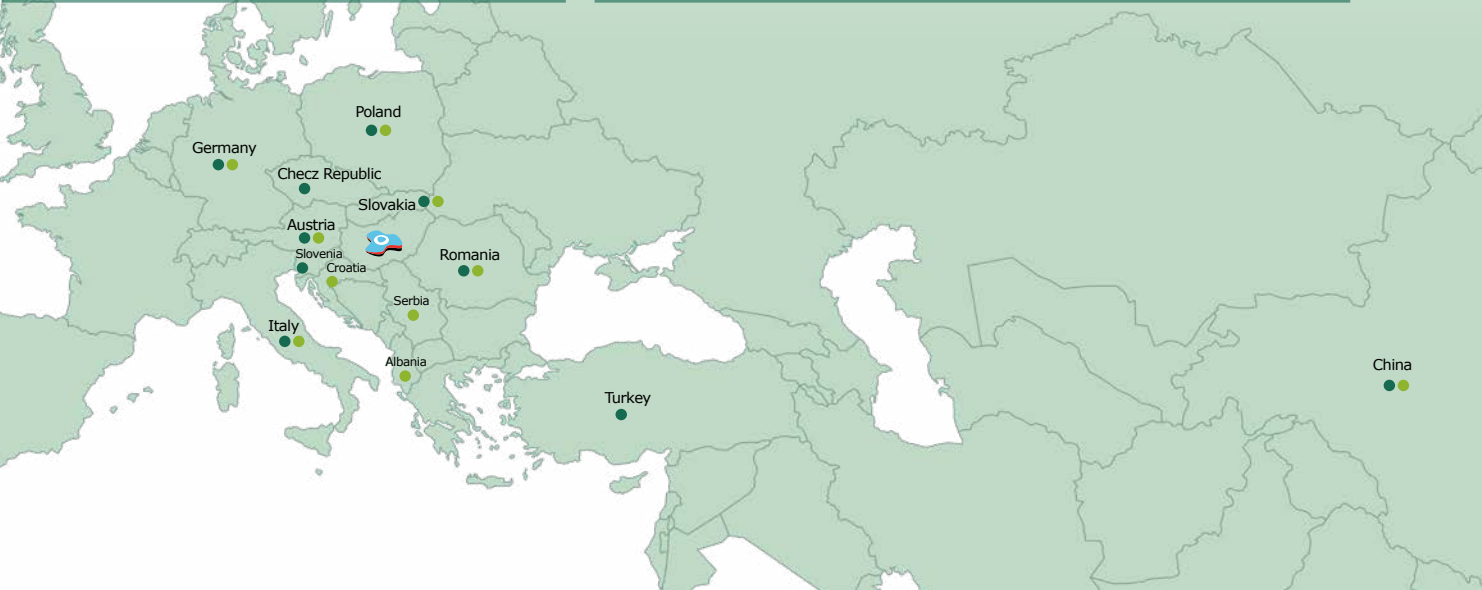 Poland
Germany
Checz Republic
Slovakia
Austria
Slovenia
Romania
Croatia
Serbia
Italy
Albania
China
Turkey